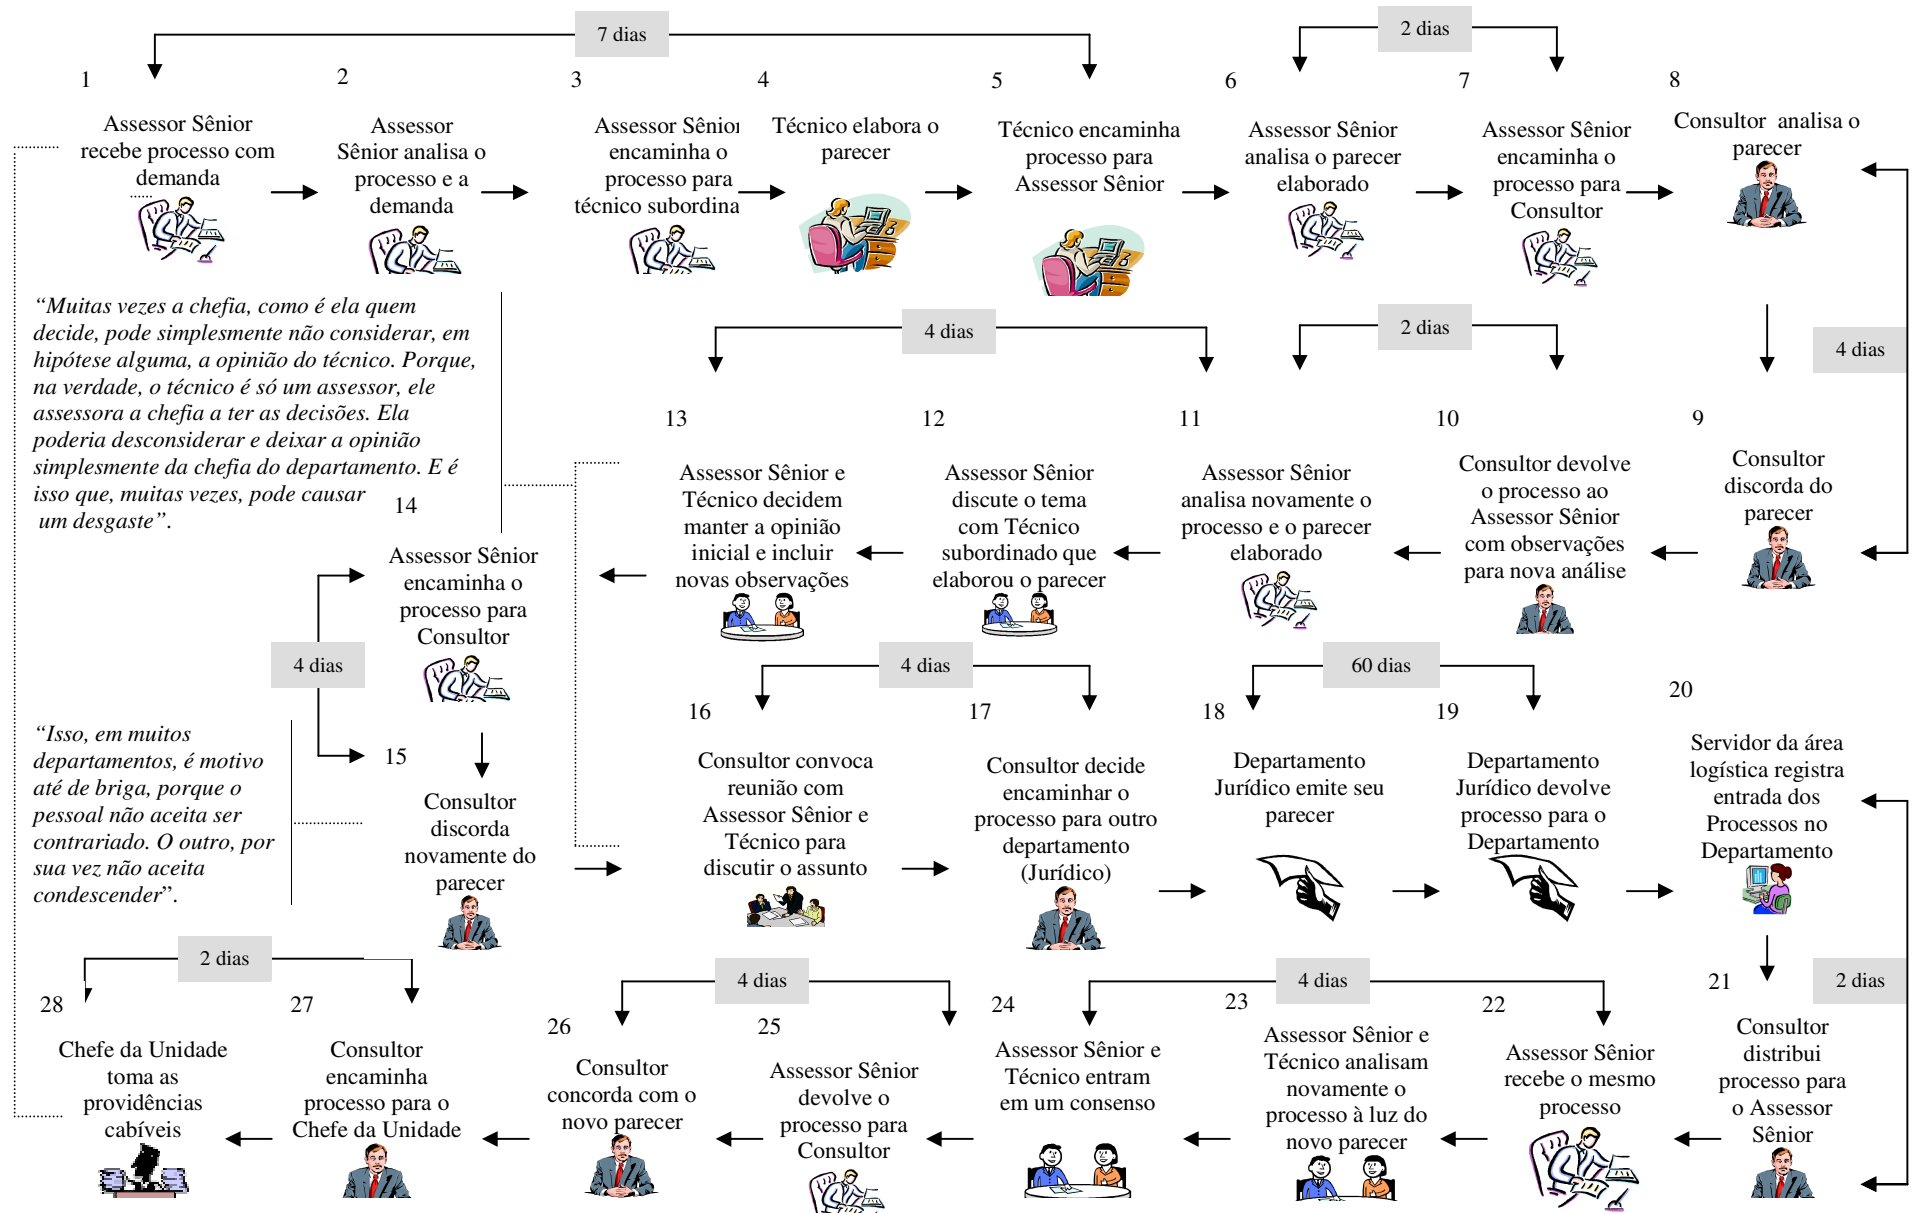 7 dias
2 dias
1
Assessor Sênior
recebe processo com
demanda
2
Assessor
Sênior analisa o
processo e a
demanda
3
Assessor Sênior
encaminha o
processo para
técnico subordina
4
Técnico elabora o
parecer
5
Técnico encaminha
processo para
Assessor Sênior
6
Assessor Sênior
analisa o parecer
elaborado
7
Assessor Sênior
encaminha o
processo para
Consultor
8
Consultor analisa o
parecer
“Muitas vezes a chefia, como é ela quem
decide, pode simplesmente não considerar, em
hipótese alguma, a opinião do técnico. Porque,
na verdade, o técnico é só um assessor, ele
assessora a chefia a ter as decisões. Ela
poderia desconsiderar e deixar a opinião
simplesmente da chefia do departamento. E é
isso que, muitas vezes, pode causar
um desgaste”.
4 dias
2 dias
4 dias
9
Consultor
discorda do
parecer
10
Consultor devolve
o processo ao
Assessor Sênior
com observações
para nova análise
11
Assessor Sênior
analisa novamente o
processo e o parecer
elaborado
12
Assessor Sênior
discute o tema
com Técnico
subordinado que
elaborou o parecer
13
Assessor Sênior e
Técnico decidem
manter a opinião
inicial e incluir
novas observações
14
Assessor Sênior
encaminha o
processo para
Consultor
4 dias
“Isso, em muitos
departamentos, é motivo
até de briga, porque o
pessoal não aceita ser
contrariado. O outro, por
sua vez não aceita
condescender”.
15
Consultor
discorda
novamente do
parecer
4 dias
60 dias
16
Consultor convoca
reunião com
Assessor Sênior e
Técnico para
discutir o assunto
17
Consultor decide
encaminhar o
processo para outro
departamento
(Jurídico)
18
Departamento
Jurídico emite seu
parecer
19
Departamento
Jurídico devolve
processo para o
Departamento
20
Servidor da área
logística registra
entrada dos
Processos no
Departamento
2 dias
4 dias
4 dias
2 dias
21
Consultor
distribui
processo para
o Assessor
Sênior
22
Assessor Sênior
recebe o mesmo
processo
23
Assessor Sênior e
Técnico analisam
novamente o
processo à luz do
novo parecer
24
Assessor Sênior e
Técnico entram
em um consenso
25
Assessor Sênior
devolve o
processo para
Consultor
26
Consultor
concorda com o
novo parecer
27
Consultor
encaminha
processo para o
Chefe da Unidade
28
Chefe da Unidade
toma as
providências
cabíveis